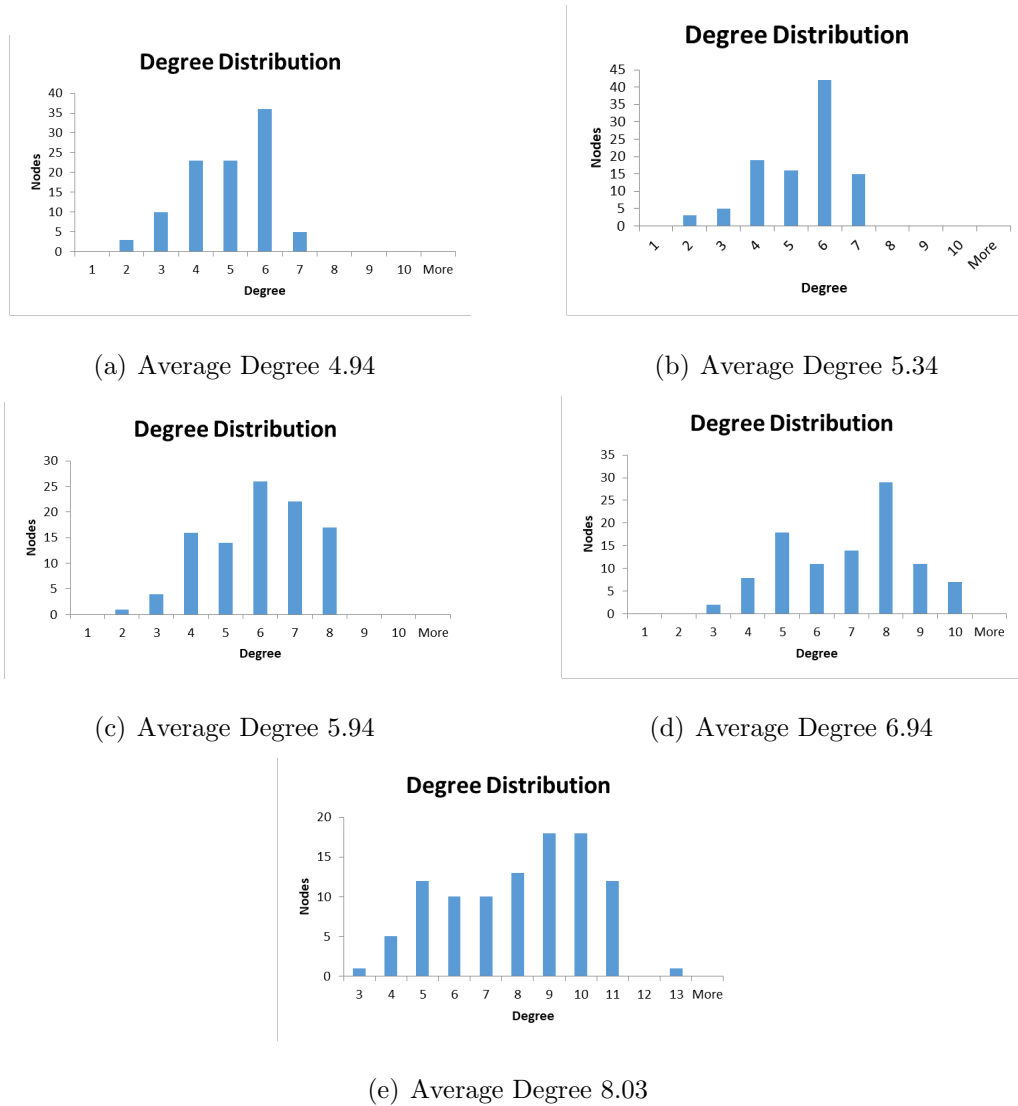 Degree Distribution
40
35
30
25
20
15
10
5
0
Nodes
1 2 3 4 5 6 7 8 9 10 More
Degree
(a) Average Degree 4.94
Degree Distribution
45
40
35
30
25
20
15
10
5
0
Nodes
1 2 3 4 5 6 7 8 9 10 More
Degree
(b) Average Degree 5.34
Degree Distribution
30
25
20
15
10
5
0
Nodes
1 2 3 4 5 6 7 8 9 10 More
Degree
(c) Average Degree 5.94
Degree Distribution
35
30
25
20
15
10
5
0
Nodes
1 2 3 4 5 6 7 8 9 10 More
Degree
(d) Average Degree 6.94
Degree Distribution
20
15
10
5
0
Nodes
3 4 5 6 7 8 9 10 11 12 13 More
Degree
(e) Average Degree 8.03